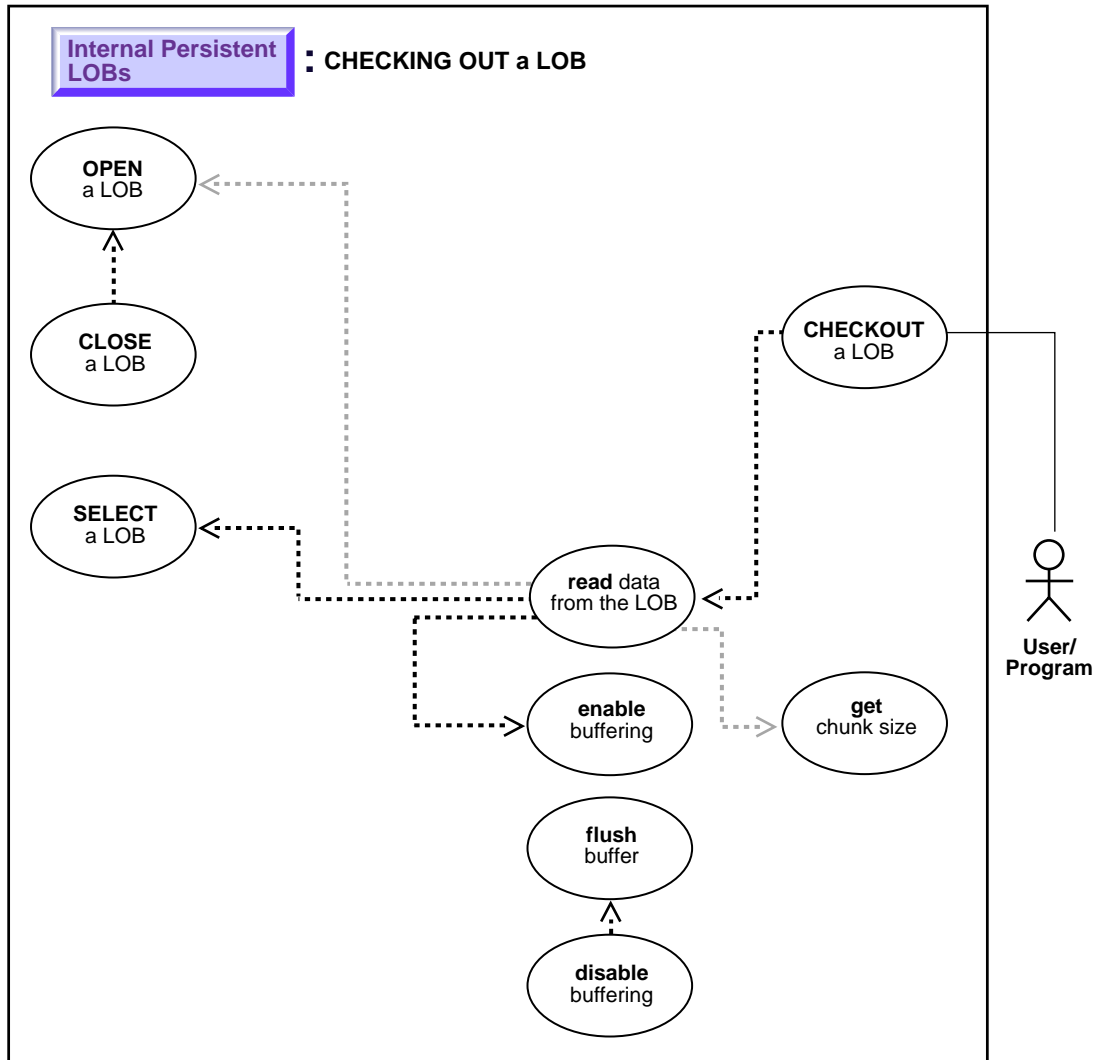 Internal Persistent
LOBs
: CHECKING OUT a LOB
OPEN
a LOB
CLOSE
a LOB
CHECKOUT
a LOB
SELECT
a LOB
read data
from the LOB
User/
Program
enable
buffering
get
chunk size
flush
buffer
disable
buffering